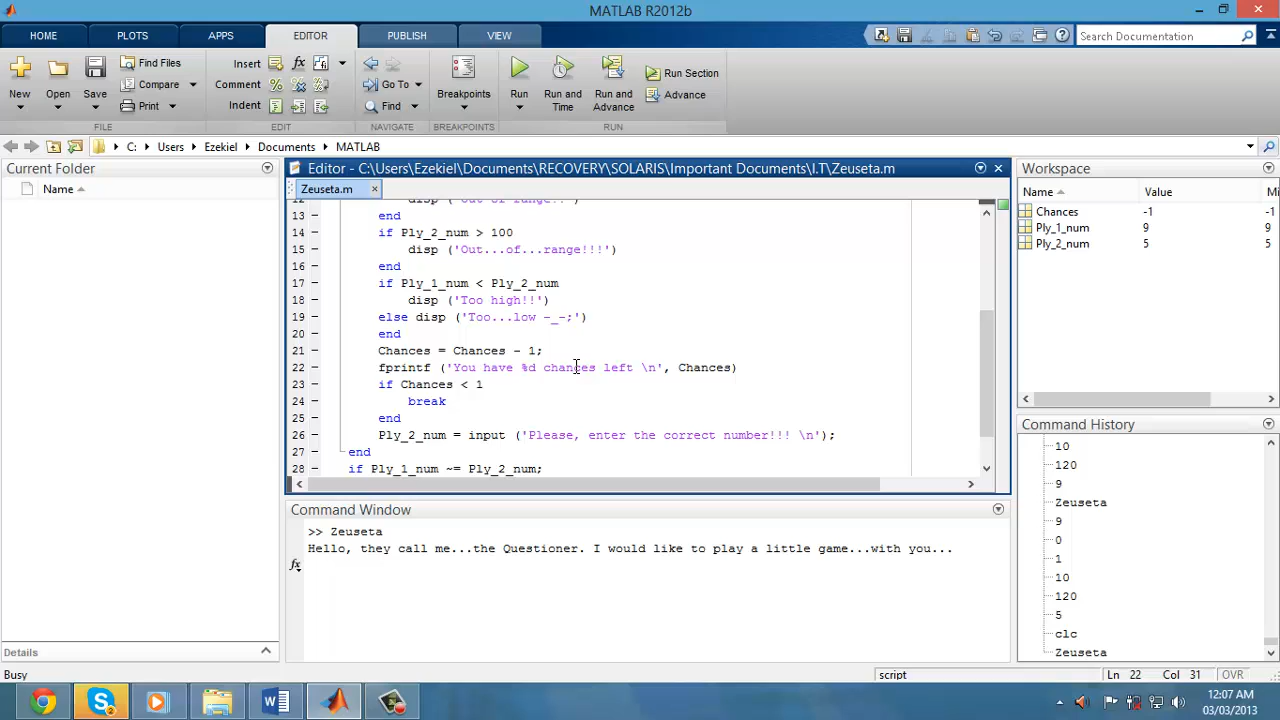 MATLAB R2012b
HOME PLOTS APPS EDITOR PUBLISH VIEW Search Documentation
New Open Save Find Files Compare Print
FILE
Insert fx Comment % Indent
EDIT
Go To Find
NAVIGATE
Breakpoints
BREAKPOINTS
Run Run and Time Run and Advance Run Section Advance
RUN
C: Users Ezekiel Documents MATLAB
Current Folder
Name
Details
Editor - C:\Users\Ezekiel\Documents\RECOVERY\SOLARIS\Important Documents\I.T\Zeuseta.m
Zeuseta.m
12 disp ('Out of range!!')
13 end
14 if Ply_2_num > 100
15 disp ('Out...of...range!!!')
16 end
17 if Ply_1_num < Ply_2_num
18 disp ('Too high!!')
19 else disp ('Too...low -_-;')
20 end
21 Chances = Chances - 1;
22 fprintf ('You have %d chances left \n', Chances)
23 if Chances < 1
24 break
25 end
26 Ply_2_num = input ('Please, enter the correct number!!! \n');
27 end
28 if Ply_1_num ~= Ply_2_num;
Command Window
>> Zeuseta
Hello, they call me...the Questioner. I would like to play a little game...with you...
fx
Workspace
Name Value Mi
Chances -1 -1
Ply_1_num 9 9
Ply_2_num 5 5
Command History
10
120
9
Zeuseta
9
0
1
10
120
5
clc
Zeuseta
Busy script Ln 22 Col 31 OVR
12:07 AM
03/03/2013